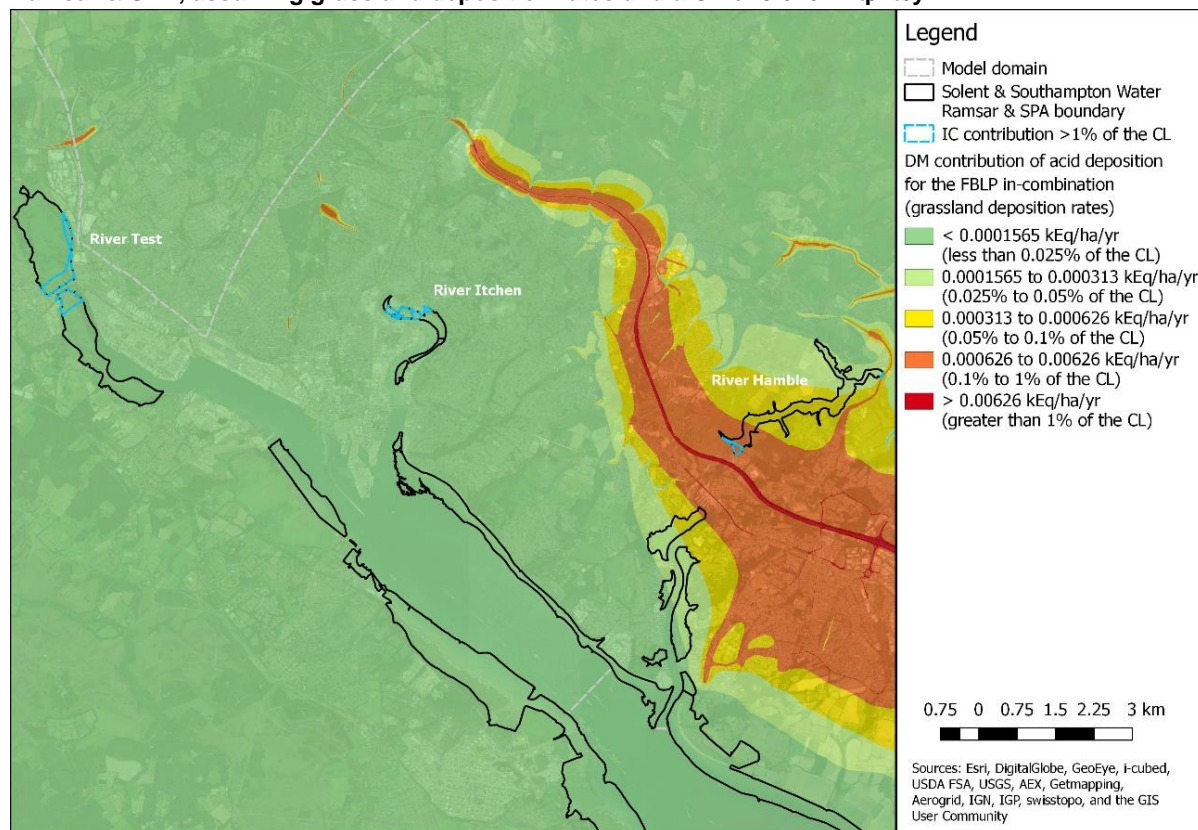 River Test
River Itchen
River Hamble
Legend
Model domain
Solent & Southampton Water
Ramsar & SPA boundary
IC contribution >1% of the CL
DM contribution of acid deposition
for the FBLP in-combination
(grassland deposition rates)
< 0.0001565 kEq/ha/yr
(less than 0.025% of the CL)
0.0001565 to 0.000313 kEq/ha/yr
(0.025% to 0.05% of the CL)
0.000313 to 0.000626 kEq/ha/yr
(0.05% to 0.1% of the CL)
0.000626 to 0.00626 kEq/ha/yr
(0.1% to 1% of the CL)
> 0.00626 kEq/ha/yr
(greater than 1% of the CL)
0.75 0 0.75 1.5 2.25 3 km
Sources: Esri, DigitalGlobe, GeoEye, i-cubed,
USDA FSA, USGS, AEX, Getmapping,
Aerogrid, IGN, IGP, swisstopo, and the GIS
User Community